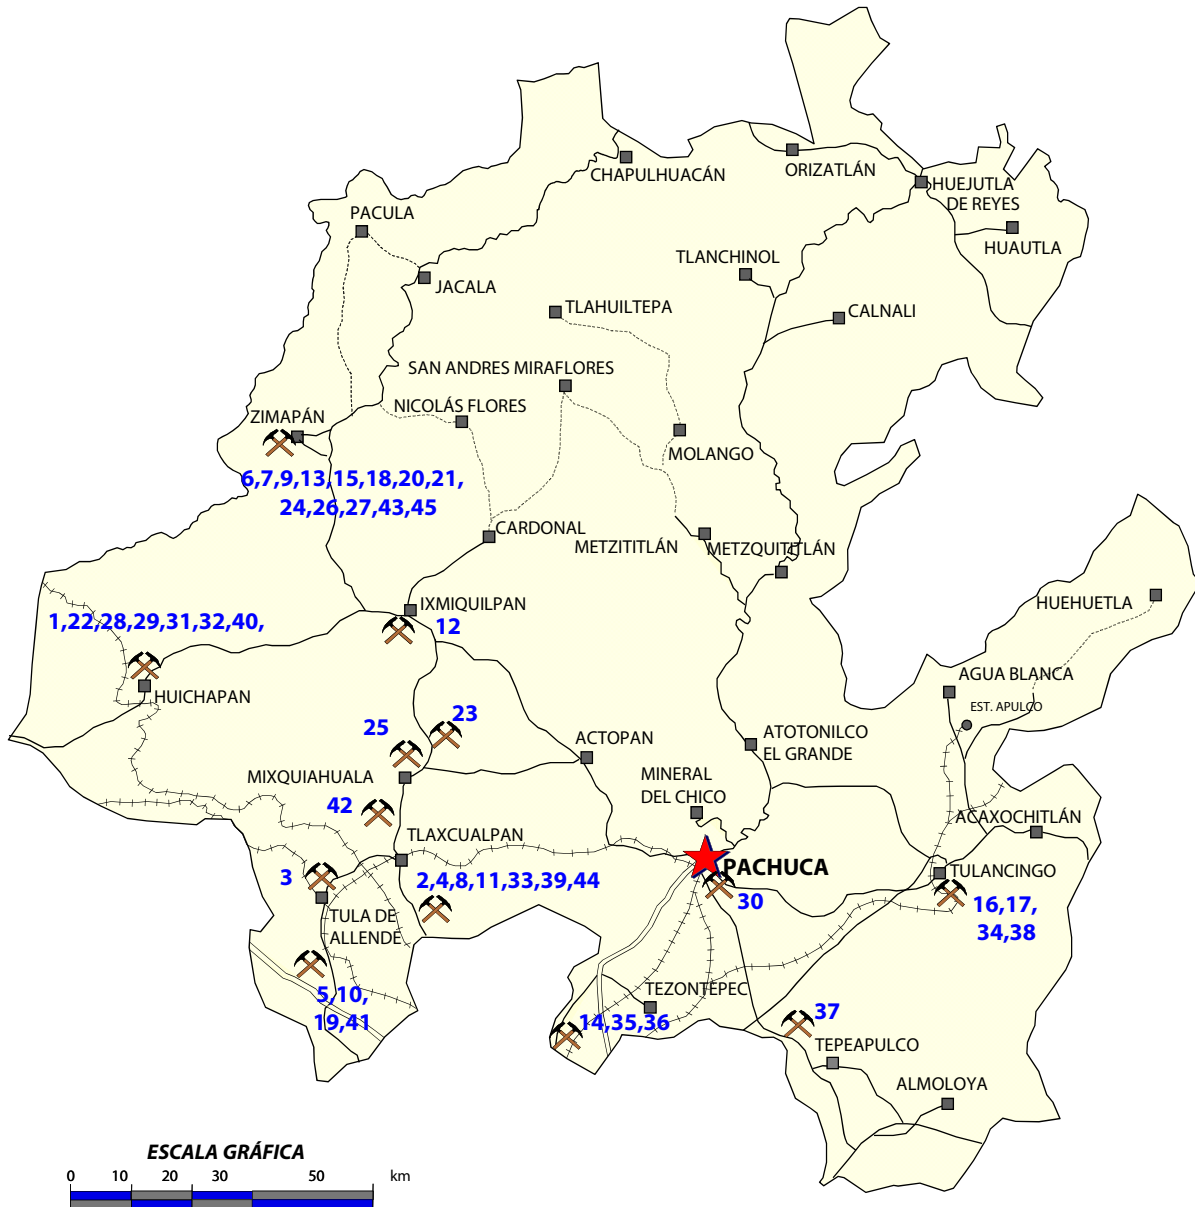 CHAPULHUACÁN
ORIZATLÁN
HUEJUTLA
DE REYES
HUAUTLA
PACULA
JACALA
TLANCHINOL
TLAHUILTEPA
CALNALI
SAN ANDRES MIRAFLORES
NICOLÁS FLORES
ZIMAPÁN
MOLANGO
6,7,9,13,15,18,20,21,
24,26,27,43,45
CARDONAL
METZITITLÁN
METZQUITITLÁN
IXMIQUILPAN
12
HUEHUETLA
1,22,28,29,31,32,40,
HUICHAPAN
AGUA BLANCA
EST. APULCO
23
25
ACTOPAN
ATOTONILCO
EL GRANDE
MIXQUIAHUALA
MINERAL
DEL CHICO
42
ACAXOCHITLÁN
TLAXCUALPAN
PACHUCA
TULANCINGO
3
2,4,8,11,33,39,44
30
16,17,
34,38
TULA DE
ALLENDE
5,10,
19,41
TEZONTEPEC
14,35,36
37
TEPEAPULCO
ALMOLOYA
ESCALA GRÁFICA
0 10 20 30 50 km